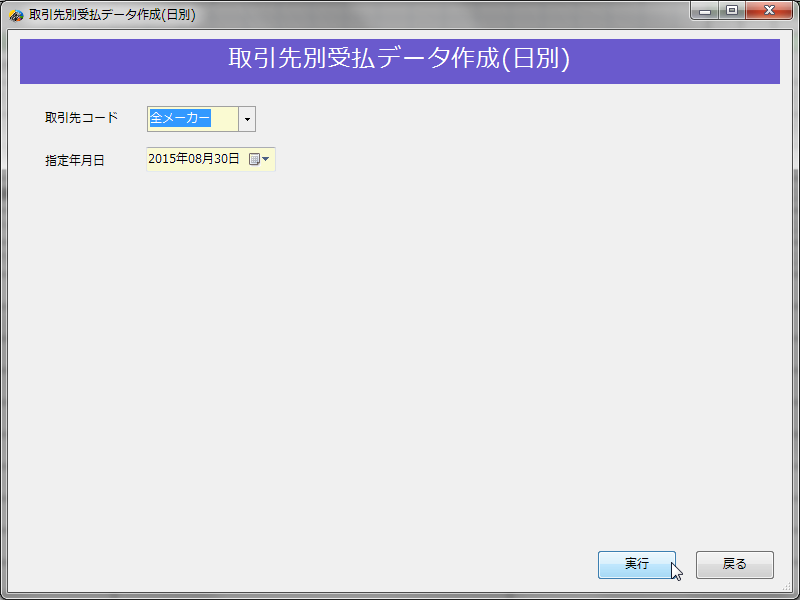 取引先別受払データ作成(日別)
取引先別受払データ作成(日別)
取引先コード 全メーカー
指定年月日 2015年08月30日
実行 戻る